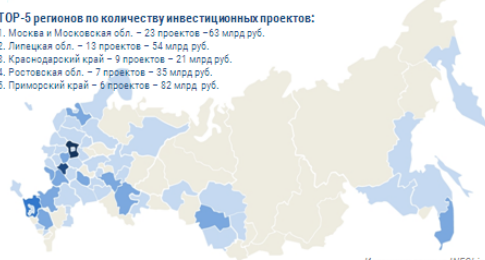 TOP-5 регионов по количеству инвестиционных проектов:
1. Москва и Московская обл. – 23 проектов –63 млрд руб.
2. Липецкая обл. – 13 проектов – 54 млрд руб.
3. Краснодарский край – 9 проектов – 21 млрд руб.
4. Ростовская обл. – 7 проектов – 35 млрд руб.
5. Приморский край – 6 проектов – 82 млрд руб.